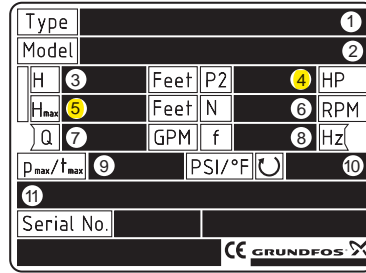 Type 1
Model 2
H 3 Feet P2 4 HP
Hmax 5 Feet N 6 RPM
Q 7 GPM f 8 Hz
pmax/tmax 9 PSI/°F 10
11
Serial No.
CE GRUNDFOS